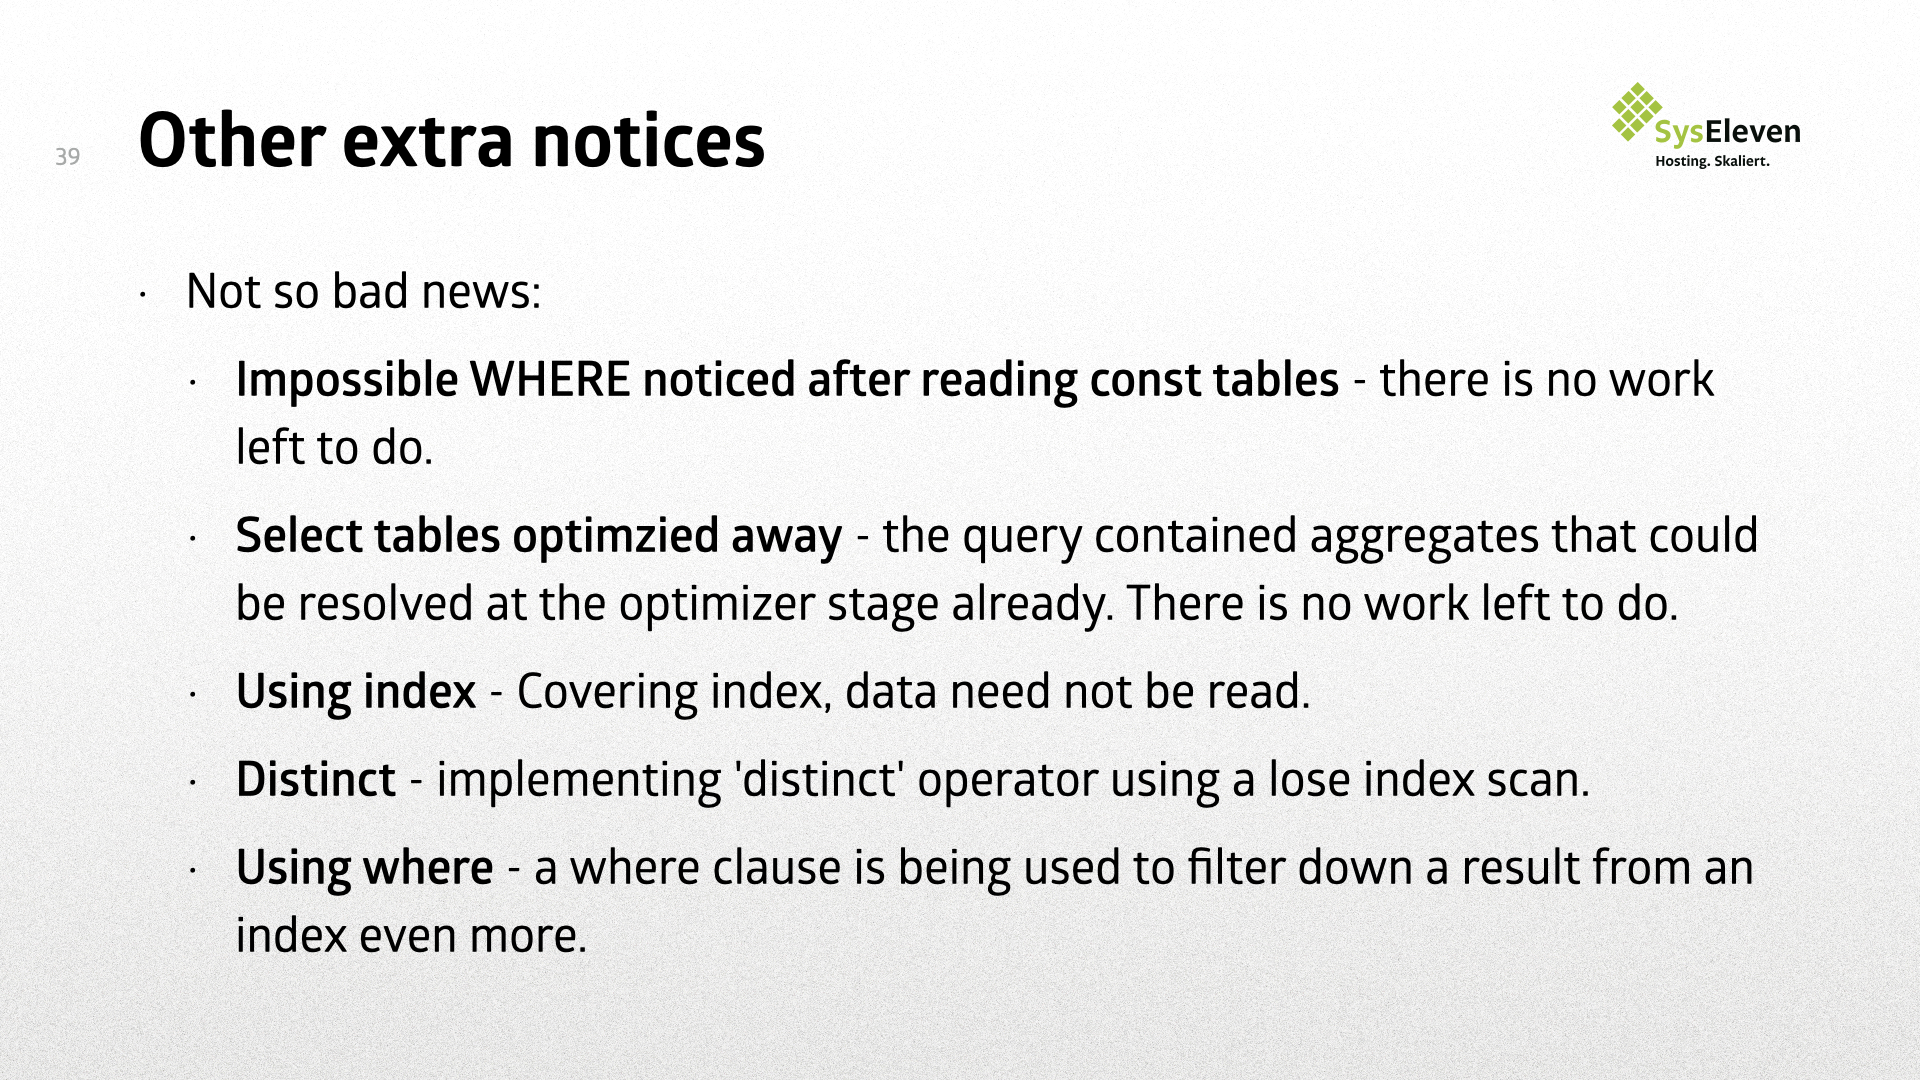 39
Other extra notices
SysEleven
Hosting. Skaliert.
· Not so bad news:
· Impossible WHERE noticed after reading const tables - there is no work
left to do.
· Select tables optimzied away - the query contained aggregates that could
be resolved at the optimizer stage already. There is no work left to do.
· Using index - Covering index, data need not be read.
· Distinct - implementing 'distinct' operator using a lose index scan.
· Using where - a where clause is being used to filter down a result from an
index even more.